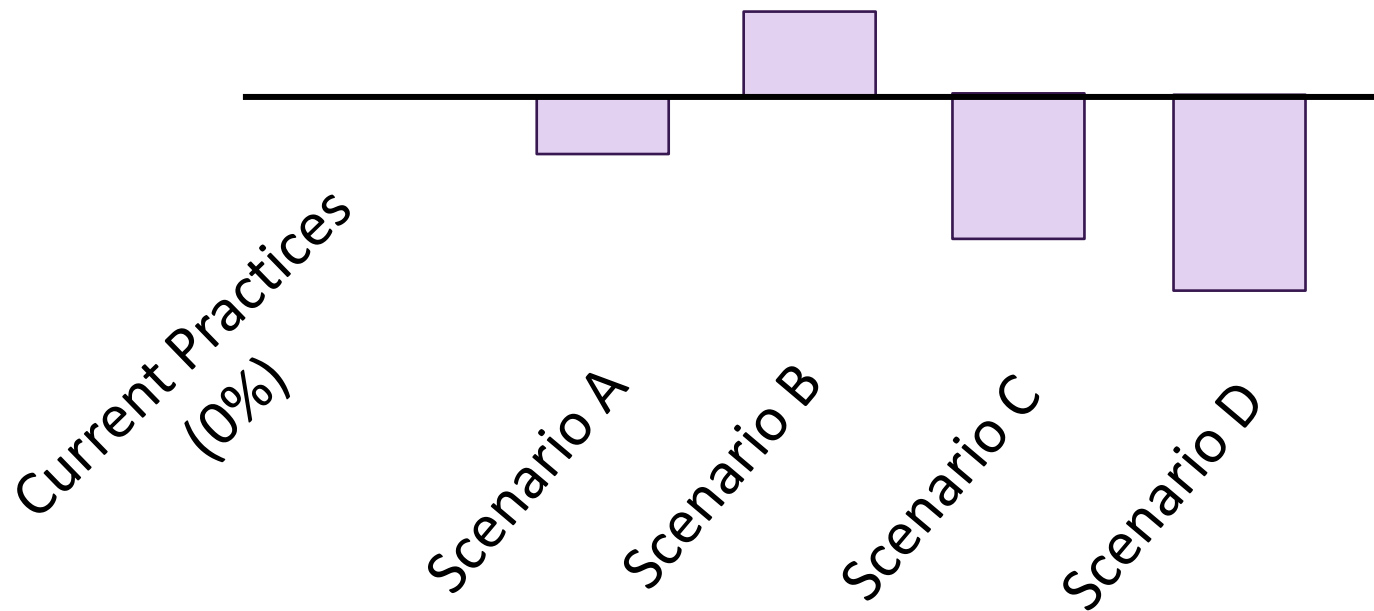 Current Practices
(0%)
Scenario A
Scenario B
Scenario C
Scenario D